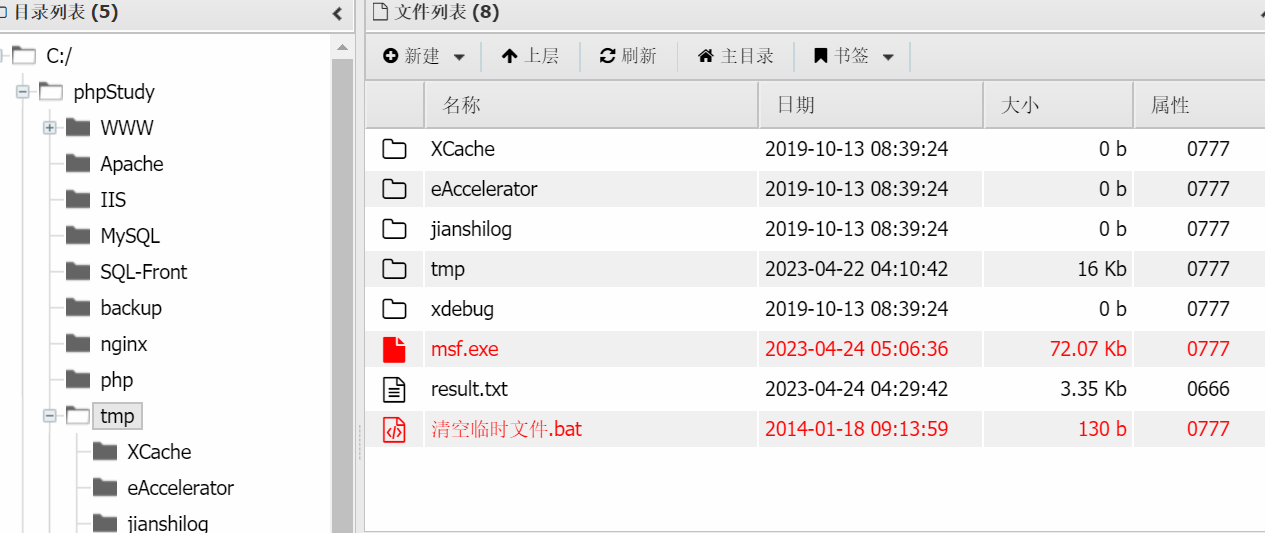 目录列表 (5)
C:/
phpStudy
WWW
Apache
IIS
MySQL
SQL-Front
backup
nginx
php
tmp
XCache
eAccelerator
jianshilog
文件列表 (8)
新建 上层 刷新 主目录 书签
名称 日期 大小 属性
XCache 2019-10-13 08:39:24 0 b 0777
eAccelerator 2019-10-13 08:39:24 0 b 0777
jianshilog 2019-10-13 08:39:24 0 b 0777
tmp 2023-04-22 04:10:42 16 Kb 0777
xdebug 2019-10-13 08:39:24 0 b 0777
msf.exe 2023-04-24 05:06:36 72.07 Kb 0777
result.txt 2023-04-24 04:29:42 3.35 Kb 0666
清空临时文件.bat 2014-01-18 09:13:59 130 b 0777